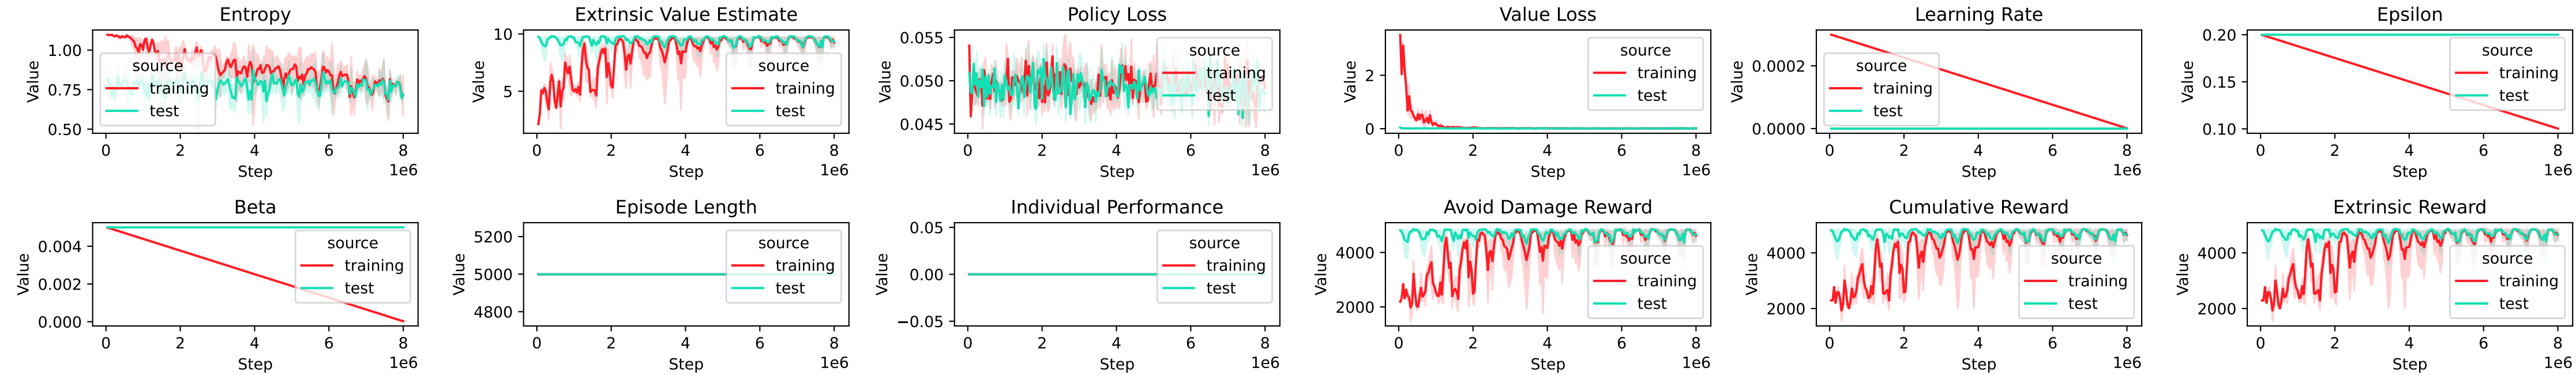 Entropy
Value
1.00
0.75
0.50
source
training
test
0 2 4 6 8
Step
1e6
Extrinsic Value Estimate
Value
10
5
source
training
test
0 2 4 6 8
Step
1e6
Policy Loss
Value
0.055
0.050
0.045
source
training
test
0 2 4 6 8
Step
1e6
Value Loss
Value
2
0
source
training
test
0 2 4 6 8
Step
1e6
Learning Rate
Value
0.0002
0.0000
source
training
test
0 2 4 6 8
Step
1e6
Epsilon
Value
0.20
0.15
0.10
source
training
test
0 2 4 6 8
Step
1e6
Beta
Value
0.004
0.002
0.000
source
training
test
0 2 4 6 8
Step
1e6
Episode Length
Value
5200
5000
4800
source
training
test
0 2 4 6 8
Step
1e6
Individual Performance
Value
0.05
0.00
−0.05
source
training
test
0 2 4 6 8
Step
1e6
Avoid Damage Reward
Value
4000
2000
source
training
test
0 2 4 6 8
Step
1e6
Cumulative Reward
Value
4000
2000
source
training
test
0 2 4 6 8
Step
1e6
Extrinsic Reward
Value
4000
2000
source
training
test
0 2 4 6 8
Step
1e6